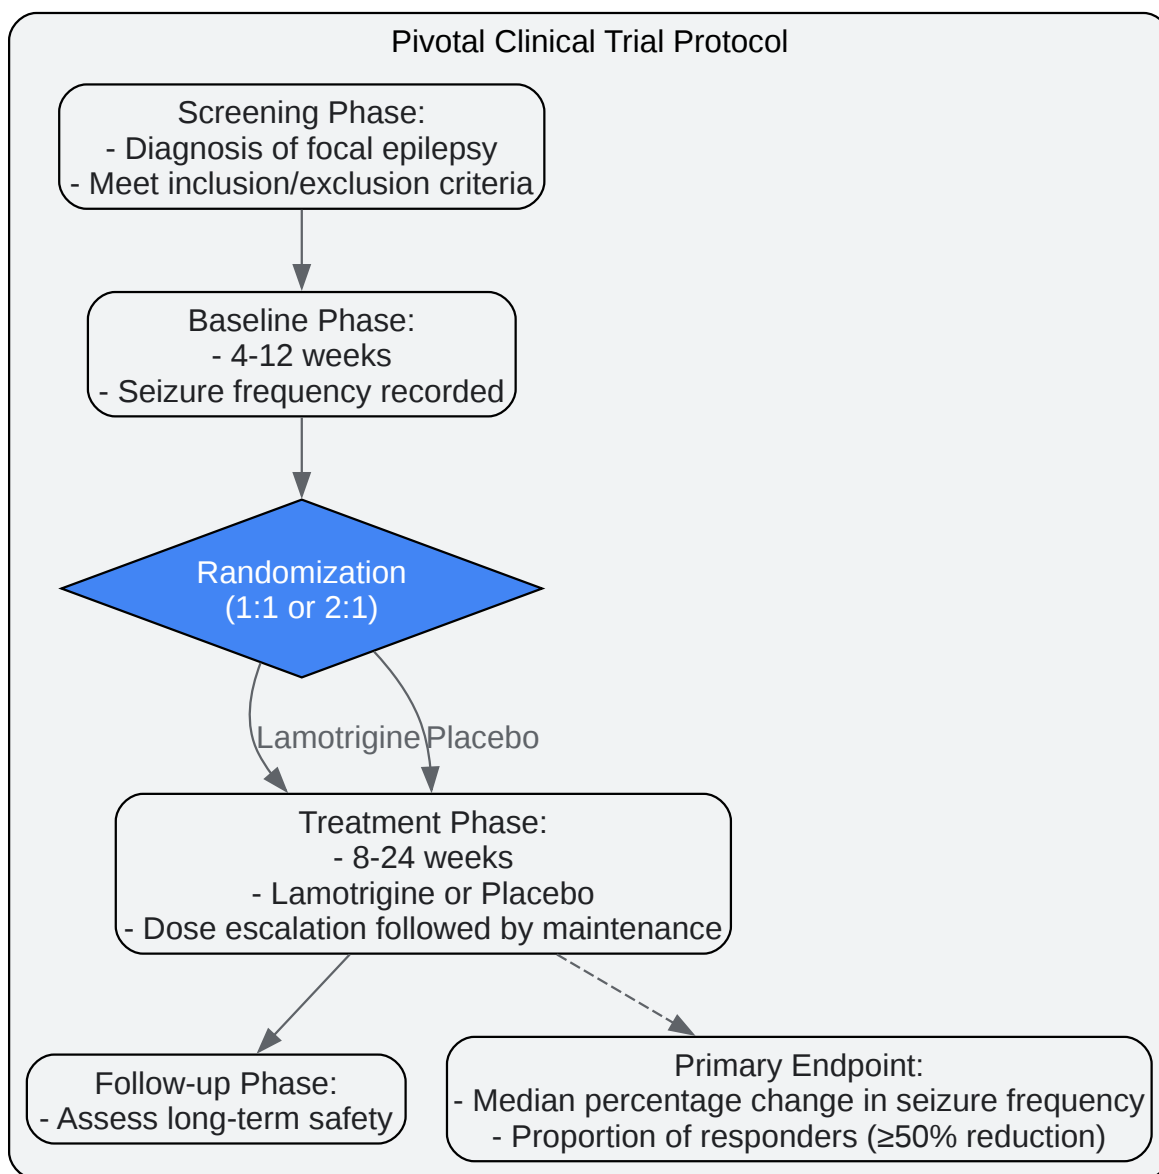 Pivotal Clinical Trial Protocol
Screening Phase:
- Diagnosis of focal epilepsy
- Meet inclusion/exclusion criteria
Baseline Phase:
- 4-12 weeks
- Seizure frequency recorded
Randomization
(1:1 or 2:1)
Lamotrigine
Placebo
Treatment Phase:
- 8-24 weeks
- Lamotrigine or Placebo
- Dose escalation followed by maintenance
Follow-up Phase:
- Assess long-term safety
Primary Endpoint:
- Median percentage change in seizure frequency
- Proportion of responders (≥50% reduction)